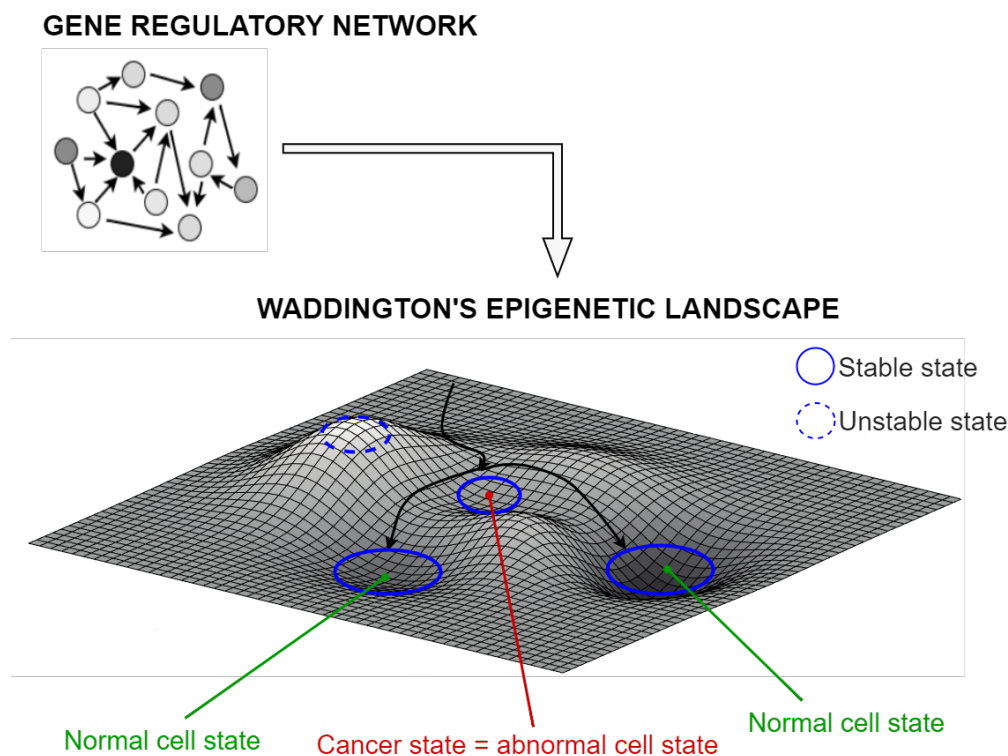 GENE REGULATORY NETWORK
WADDINGTON'S EPIGENETIC LANDSCAPE
Stable state
Unstable state
Normal cell state
Cancer state = abnormal cell state
Normal cell state